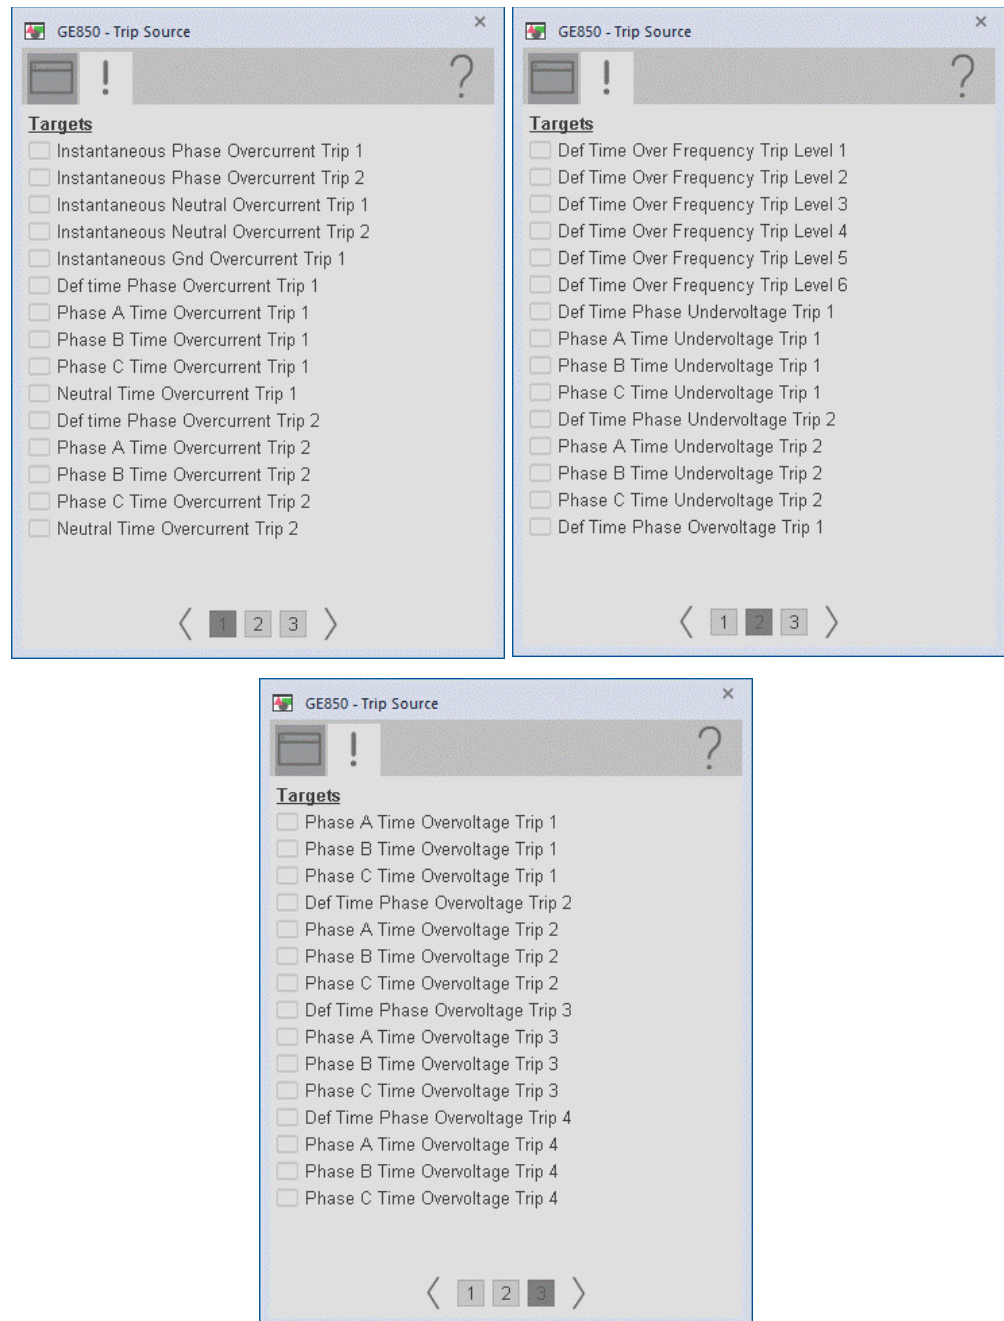 GE850 - Trip Source
Targets
Instantaneous Phase Overcurrent Trip 1
Instantaneous Phase Overcurrent Trip 2
Instantaneous Neutral Overcurrent Trip 1
Instantaneous Neutral Overcurrent Trip 2
Instantaneous Gnd Overcurrent Trip 1
Def time Phase Overcurrent Trip 1
Phase A Time Overcurrent Trip 1
Phase B Time Overcurrent Trip 1
Phase C Time Overcurrent Trip 1
Neutral Time Overcurrent Trip 1
Def time Phase Overcurrent Trip 2
Phase A Time Overcurrent Trip 2
Phase B Time Overcurrent Trip 2
Phase C Time Overcurrent Trip 2
Neutral Time Overcurrent Trip 2
1 2 3
GE850 - Trip Source
Targets
Def Time Over Frequency Trip Level 1
Def Time Over Frequency Trip Level 2
Def Time Over Frequency Trip Level 3
Def Time Over Frequency Trip Level 4
Def Time Over Frequency Trip Level 5
Def Time Over Frequency Trip Level 6
Def Time Phase Undervoltage Trip 1
Phase A Time Undervoltage Trip 1
Phase B Time Undervoltage Trip 1
Phase C Time Undervoltage Trip 1
Def Time Phase Undervoltage Trip 2
Phase A Time Undervoltage Trip 2
Phase B Time Undervoltage Trip 2
Phase C Time Undervoltage Trip 2
Def Time Phase Overvoltage Trip 1
1 2 3
GE850 - Trip Source
Targets
Phase A Time Overvoltage Trip 1
Phase B Time Overvoltage Trip 1
Phase C Time Overvoltage Trip 1
Def Time Phase Overvoltage Trip 2
Phase A Time Overvoltage Trip 2
Phase B Time Overvoltage Trip 2
Phase C Time Overvoltage Trip 2
Def Time Phase Overvoltage Trip 3
Phase A Time Overvoltage Trip 3
Phase B Time Overvoltage Trip 3
Phase C Time Overvoltage Trip 3
Def Time Phase Overvoltage Trip 4
Phase A Time Overvoltage Trip 4
Phase B Time Overvoltage Trip 4
Phase C Time Overvoltage Trip 4
1 2 3